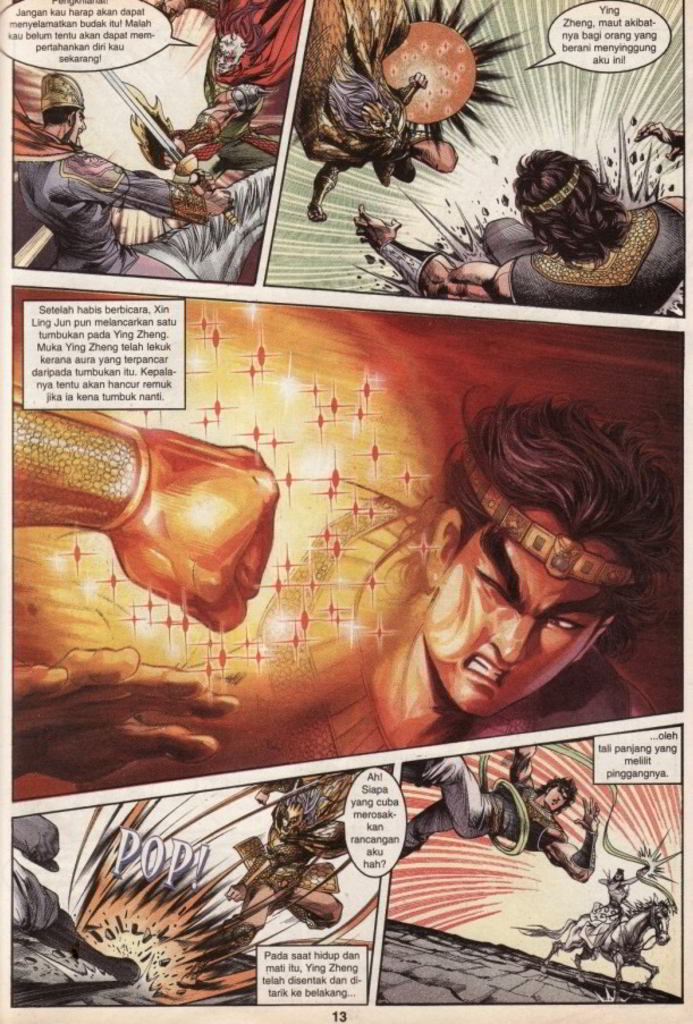 Pengkhianat!
Jangan kau harap akan dapat
menyelamatkan budak itu! Malah
kau belum tentu akan dapat mem-
pertahankan diri kau
sekarang!
Ying
Zheng, maut akibat-
nya bagi orang yang
berani menyinggung
aku ini!
Setelah habis berbicara, Xin
Ling Jun pun melancarkan satu
tumbukan pada Ying Zheng.
Muka Ying Zheng telah lekuk
kerana aura yang terpancar
daripada tumbukan itu. Kepala-
nya tentu akan hancur remuk
jika ia kena tumbuk nanti.
POP!
Ah!
Siapa
yang cuba
merosak-
kan
rancangan
aku
hah?
Pada saat hidup dan
mati itu, Ying Zheng
telah disentak dan di-
tarik ke belakang...
...oleh
tali panjang yang
melilit
pinggangnya.
13